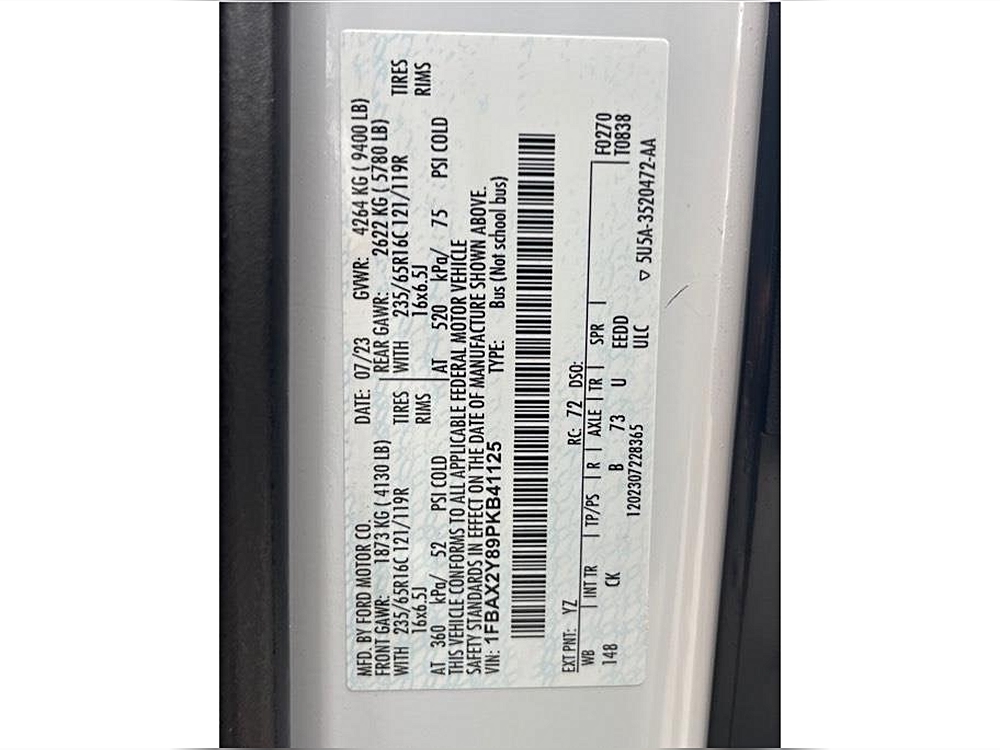 MFD. BY FORD MOTOR CO. DATE: 07/23 GVWR: 4264 KG ( 9400 LB)
FRONT GAWR: 1873 KG ( 4130 LB) REAR GAWR: 2622 KG ( 5780 LB)
WITH 235/65R16C 121/119R TIRES WITH 235/65R16C 121/119R TIRES
16x6.5J RIMS 16x6.5J RIMS
AT 360 kPa/ 52 PSI COLD AT 520 kPa/ 75 PSI COLD
THIS VEHICLE CONFORMS TO ALL APPLICABLE FEDERAL MOTOR VEHICLE
SAFETY STANDARDS IN EFFECT ON THE DATE OF MANUFACTURE SHOWN ABOVE.
VIN: 1FBAX2Y89PKB41125 TYPE: Bus (Not school bus)
EXT PNT: YZ RC: 72 DSO:
WB INT TR TP/PS R AXLE TR SPR F0270
148 CK B 73 U EEDD T0838
1202307228365 ULC ▽ 5U5A-3520472-AA